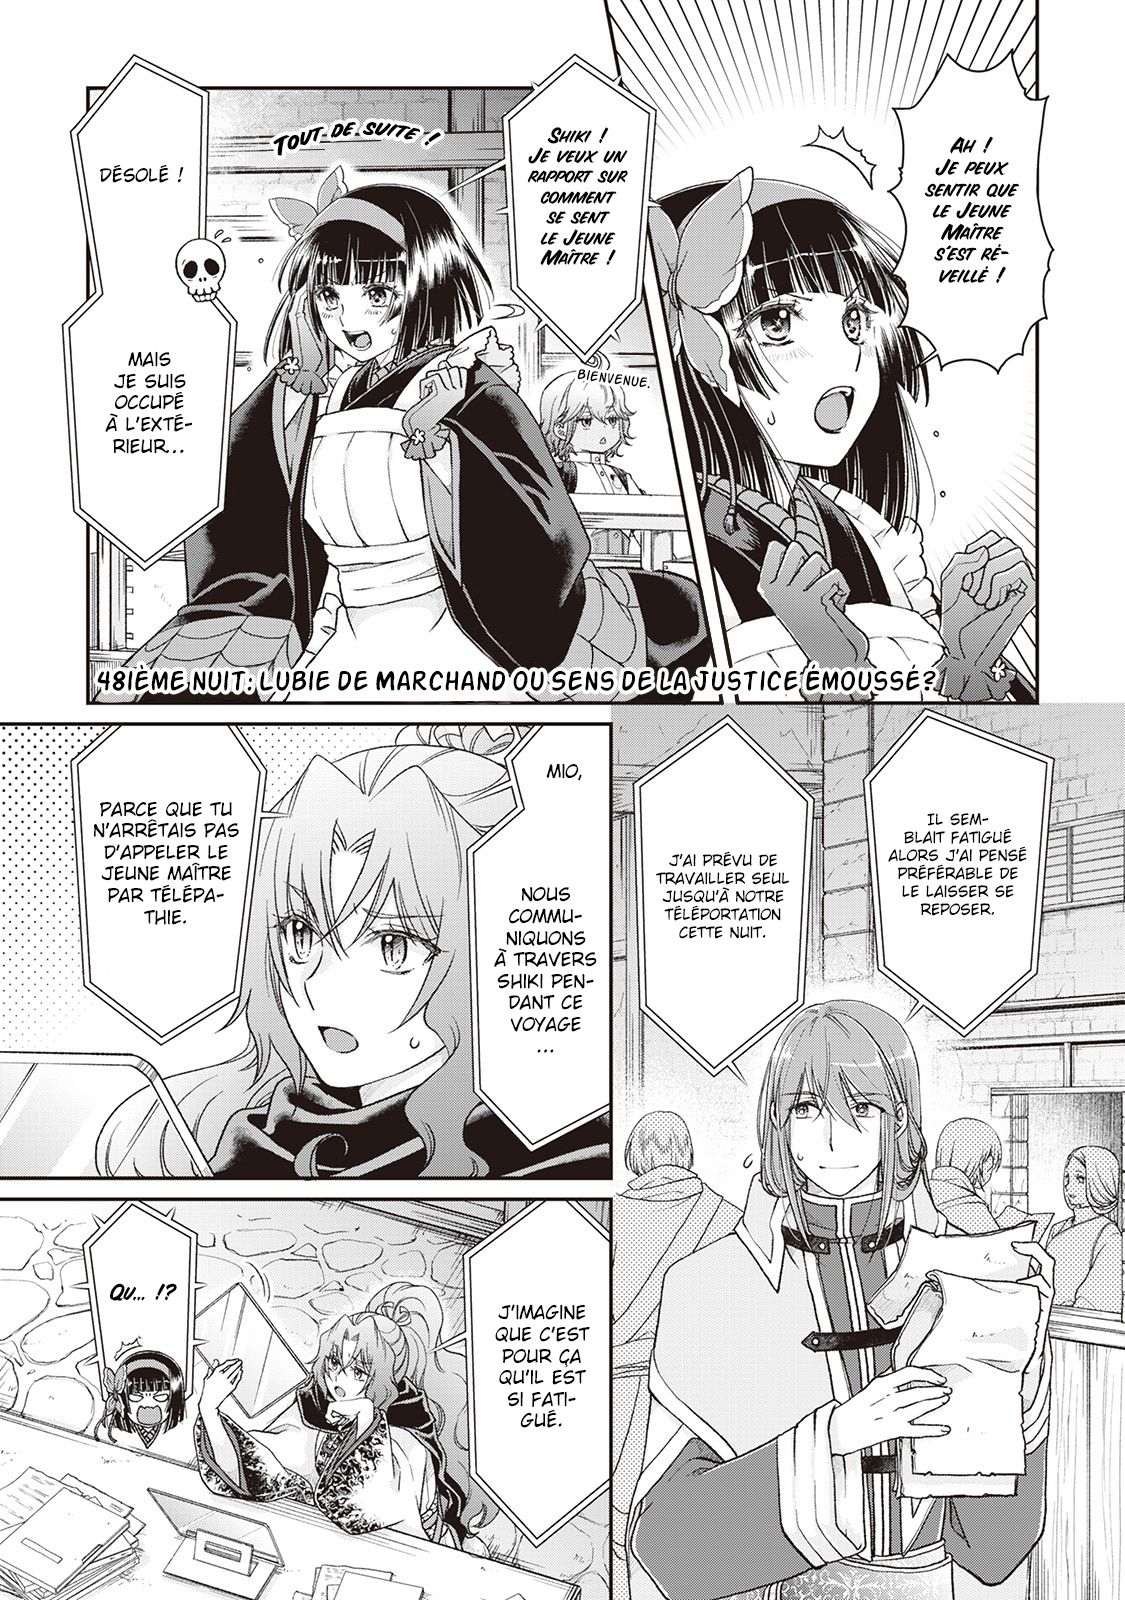 AH !
JE PEUX
SENTIR QUE
LE JEUNE
MAÎTRE
S'EST RÉ-
VEILLÉ !
SHIKI !
JE VEUX UN
RAPPORT SUR
COMMENT
SE SENT
LE JEUNE
MAÎTRE !
TOUT DE SUITE !
BIENVENUE.
DÉSOLÉ !
MAIS
JE SUIS
OCCUPÉ
À L'EXTÉ-
RIEUR...
48IÈME NUIT: LUBIE DE MARCHAND OU SENS DE LA JUSTICE ÉMOUSSÉ?
IL SEM-
BLAIT FATIGUÉ
ALORS J'AI PENSÉ
PRÉFÉRABLE DE
LE LAISSER SE
REPOSER.
J'AI PRÉVU DE
TRAVAILLER SEUL
JUSQU'À NOTRE
TÉLÉPORTATION
CETTE NUIT.
MIO,
NOUS
COMMU-
NIQUONS
À TRAVERS
SHIKI PEN-
DANT CE
VOYAGE
...
PARCE QUE TU
N'ARRÊTAIS PAS
D'APPELER LE
JEUNE MAÎTRE
PAR TÉLÉPA-
THIE.
J'IMAGINE
QUE C'EST
POUR ÇA
QU'IL EST
SI FATI-
GUÉ.
QU... !?